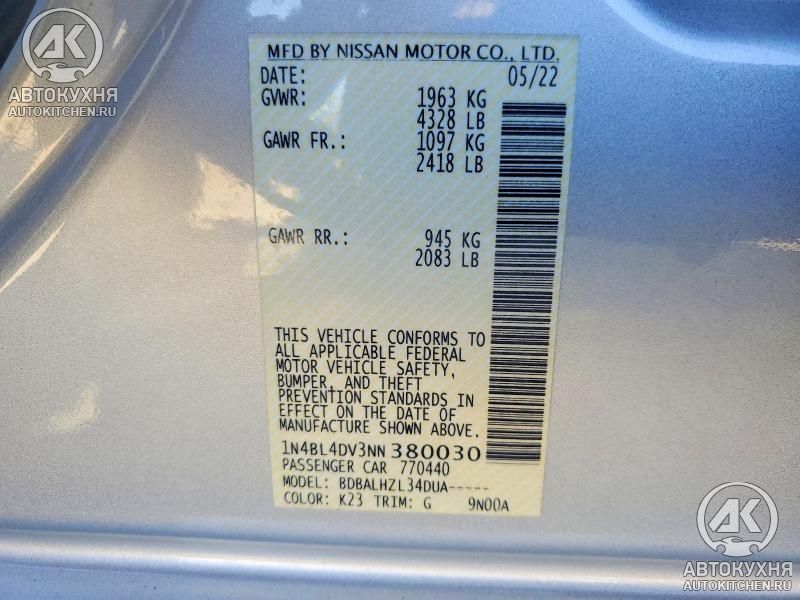 AK
АВТОКУХНЯ
AUTOKITCHEN.RU
MFD BY NISSAN MOTOR CO., LTD.
DATE: 05/22
GVWR: 1963 KG
4328 LB
GAWR FR.: 1097 KG
2418 LB
GAWR RR.: 945 KG
2083 LB
THIS VEHICLE CONFORMS TO
ALL APPLICABLE FEDERAL
MOTOR VEHICLE SAFETY,
BUMPER, AND THEFT
PREVENTION STANDARDS IN
EFFECT ON THE DATE OF
MANUFACTURE SHOWN ABOVE.
1N4BL4DV3NN380030
PASSENGER CAR 770440
MODEL: BDBALHZL34DUA-----
COLOR: K23 TRIM: G 9N00A
AK
АВТОКУХНЯ
AUTOKITCHEN.RU